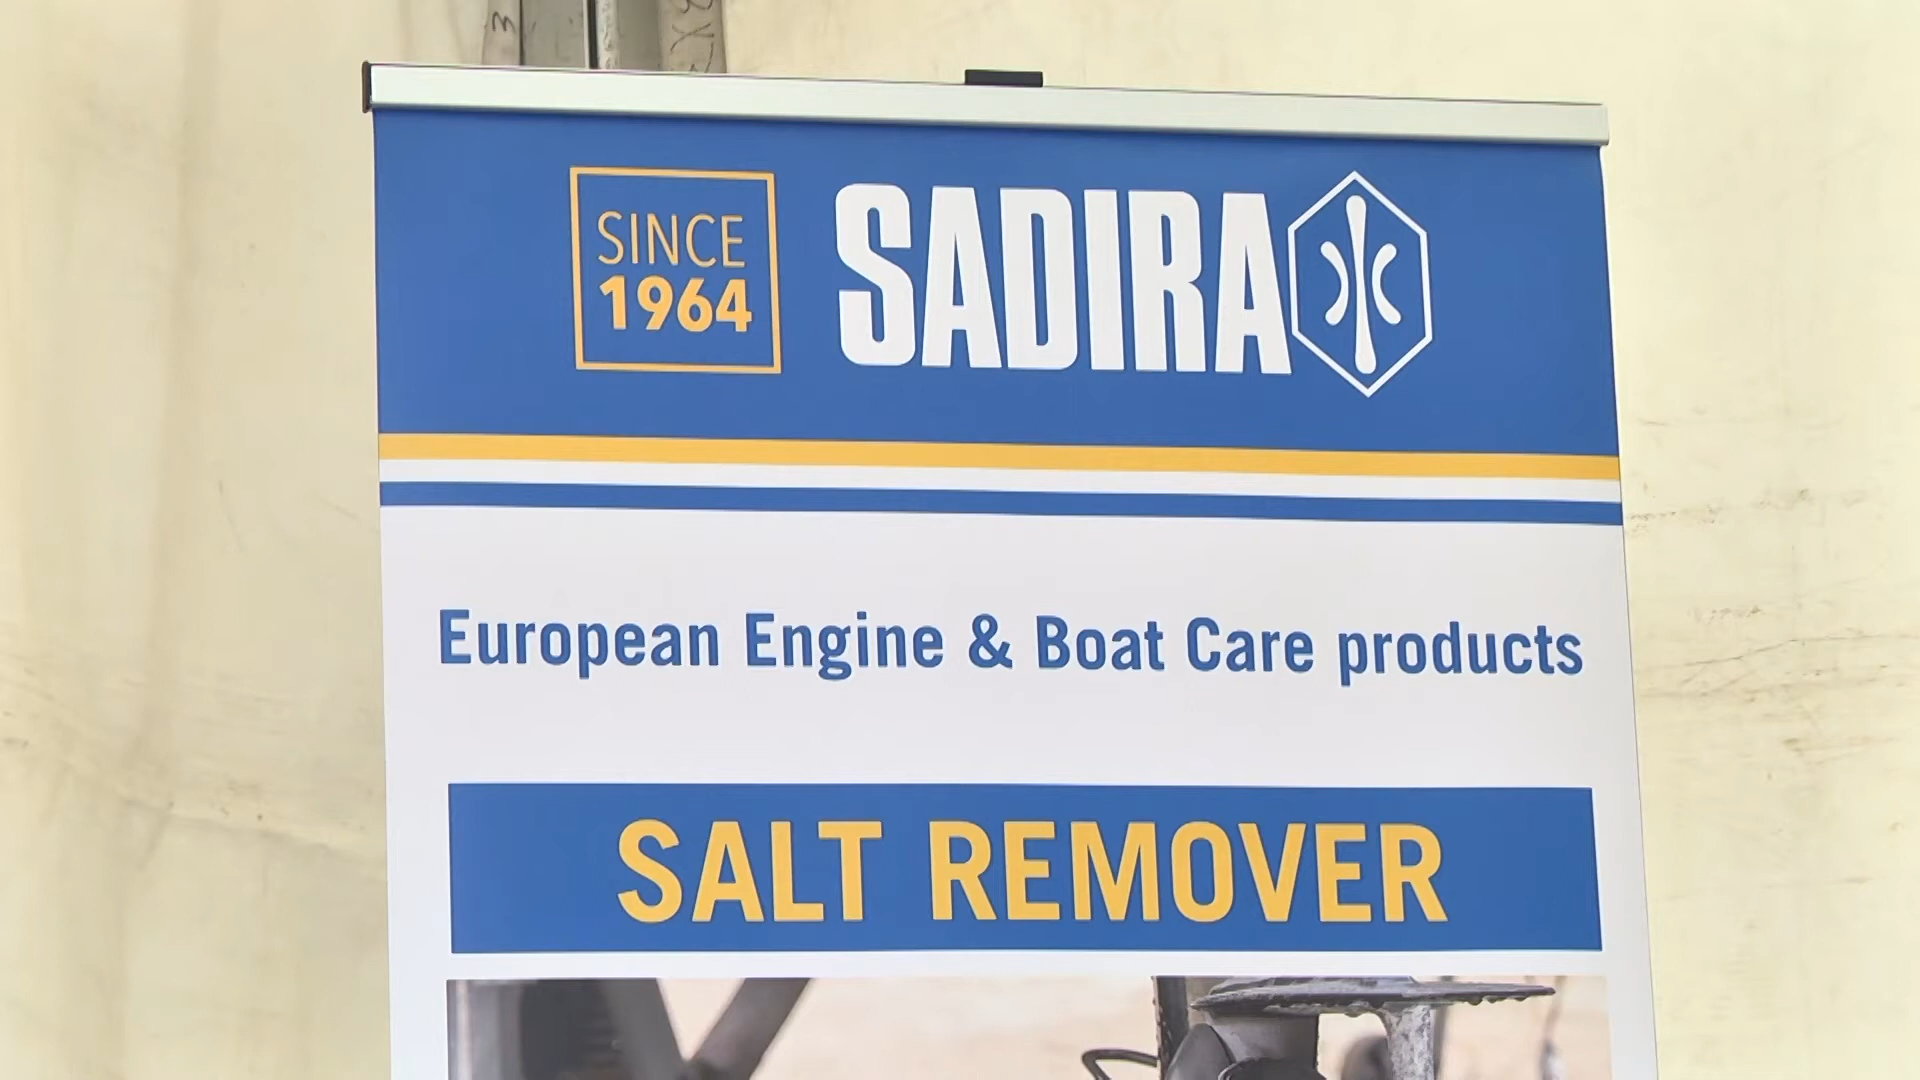 SINCE
1964
SADIRA
European Engine & Boat Care products
SALT REMOVER